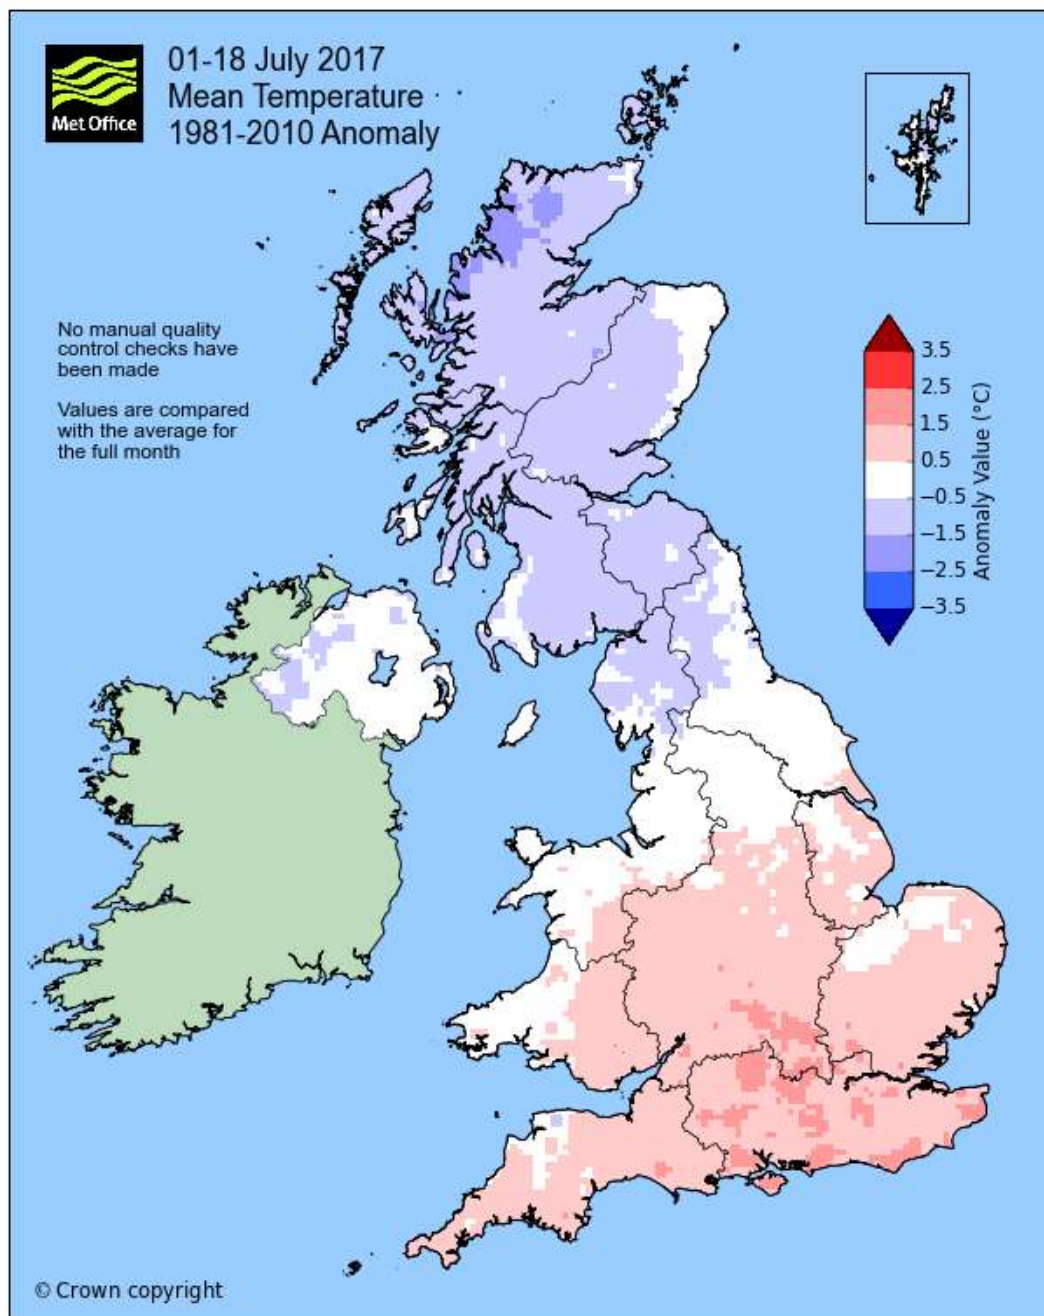 01-18 July 2017
Mean Temperature
1981-2010 Anomaly
Met Office
No manual quality
control checks have
been made
Values are compared
with the average for
the full month
3.5
2.5
1.5
0.5
−0.5
−1.5
−2.5
−3.5
Anomaly Value (°C)
© Crown copyright